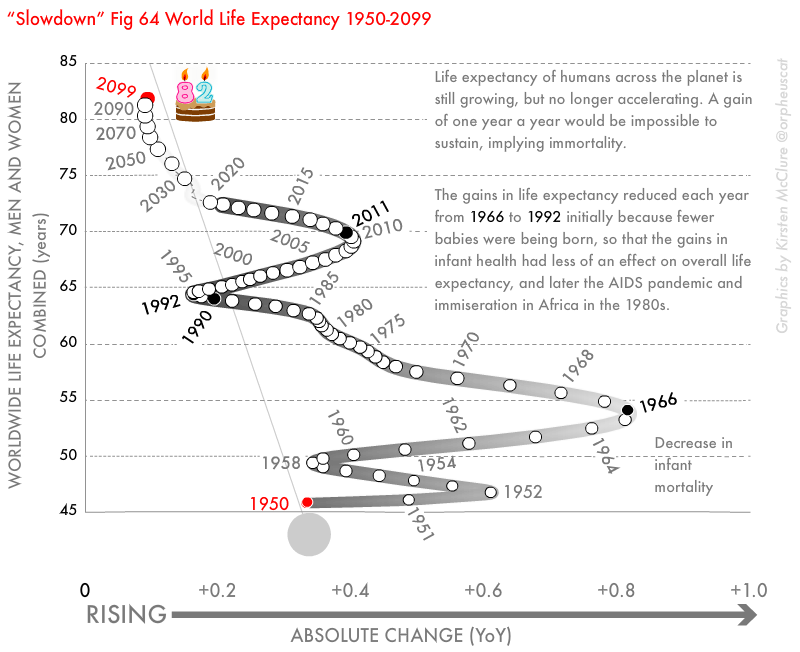 “Slowdown” Fig 64 World Life Expectancy 1950-2099
85
80
75
70
65
60
55
50
45
WORLDWIDE LIFE EXPECTANCY, MEN AND WOMEN
COMBINED (years)
82
Life expectancy of humans across the planet is
still growing, but no longer accelerating. A gain
of one year a year would be impossible to
sustain, implying immortality.
The gains in life expectancy reduced each year
from 1966 to 1992 initially because fewer
babies were being born, so that the gains in
infant health had less of an effect on overall life
expectancy, and later the AIDS pandemic and
immiseration in Africa in the 1980s.
Graphics by Kirsten McClure @orpheuscat
2099
2090
2070
2050
2030
2020
2015
2011
2010
2005
2000
1995
1992
1990
1985
1980
1975
1970
1968
1966
1964
1962
1960
1958
1954
1952
1951
1950
Decrease in
infant
mortality
0
+0.2
+0.4
+0.6
+0.8
+1.0
RISING
ABSOLUTE CHANGE (YoY)